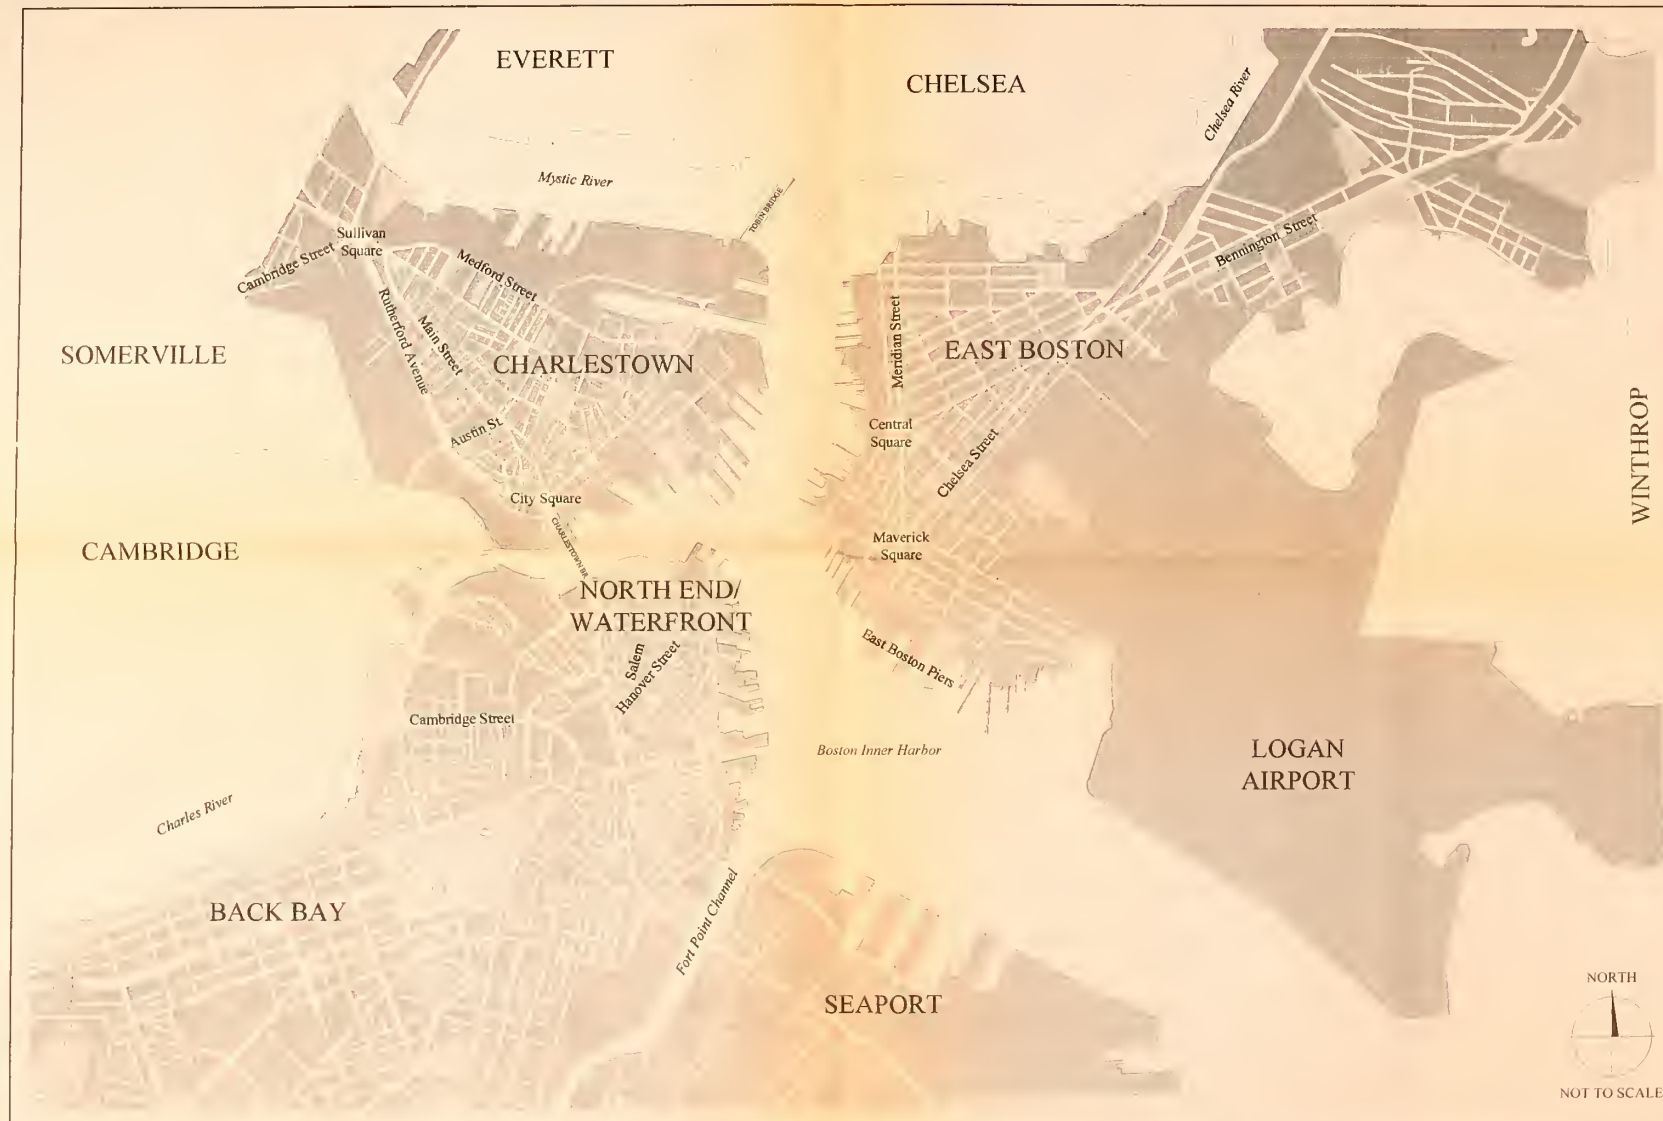 EVERETT
CHELSEA
Chelsea River
Mystic River
TOBIN BRIDGE
Sullivan
Square
Cambridge Street
Medford Street
Bennington Street
Rutherford Avenue
Main Street
Meridian Street
SOMERVILLE
CHARLESTOWN
EAST BOSTON
WINTHROP
Austin St.
Central
Square
Chelsea Street
City Square
CHARLESTOWN BR.
CAMBRIDGE
Maverick
Square
NORTH END/
WATERFRONT
Salem
Hanover Street
East Boston Piers
Cambridge Street
Boston Inner Harbor
LOGAN
AIRPORT
Charles River
BACK BAY
Fort Point Channel
SEAPORT
NORTH
NOT TO SCALE